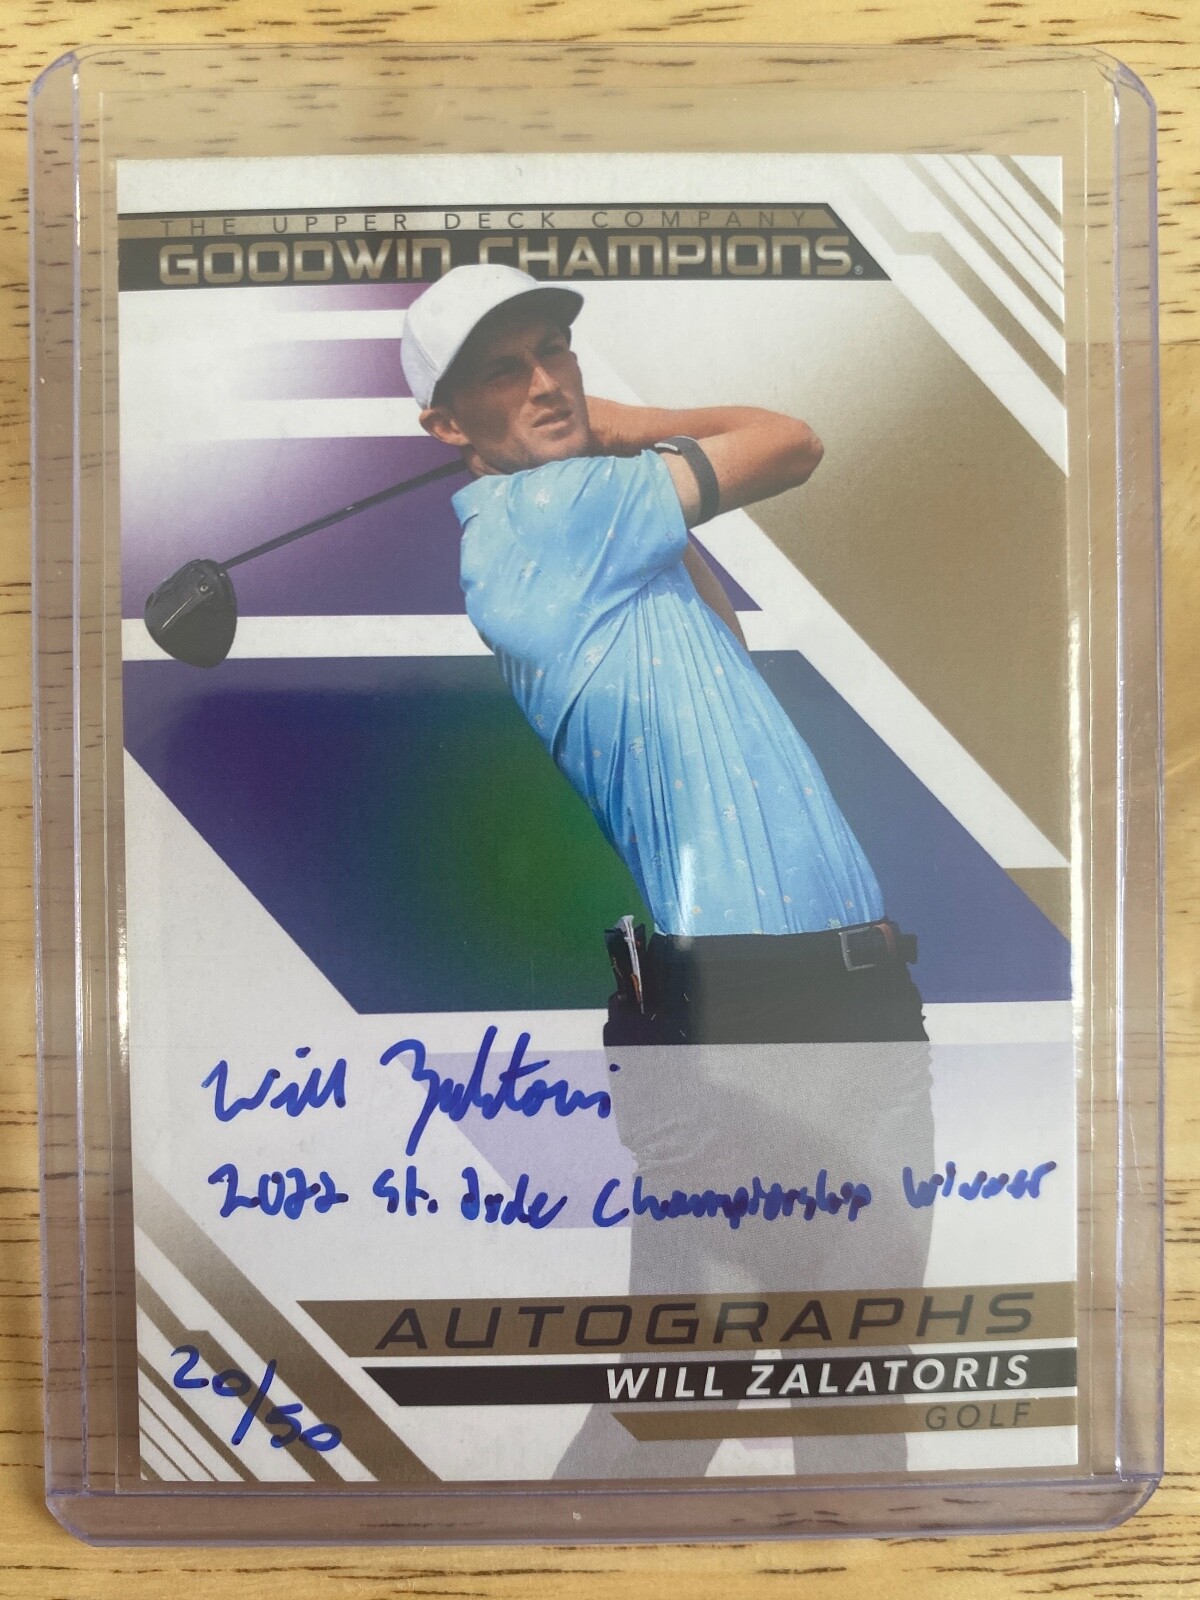 THE UPPER DECK COMPANY
GOODWIN CHAMPIONS®
Will Zalatoris
2022 St. Jude Championship Winner
AUTOGRAPHS
WILL ZALATORIS
GOLF
20/50